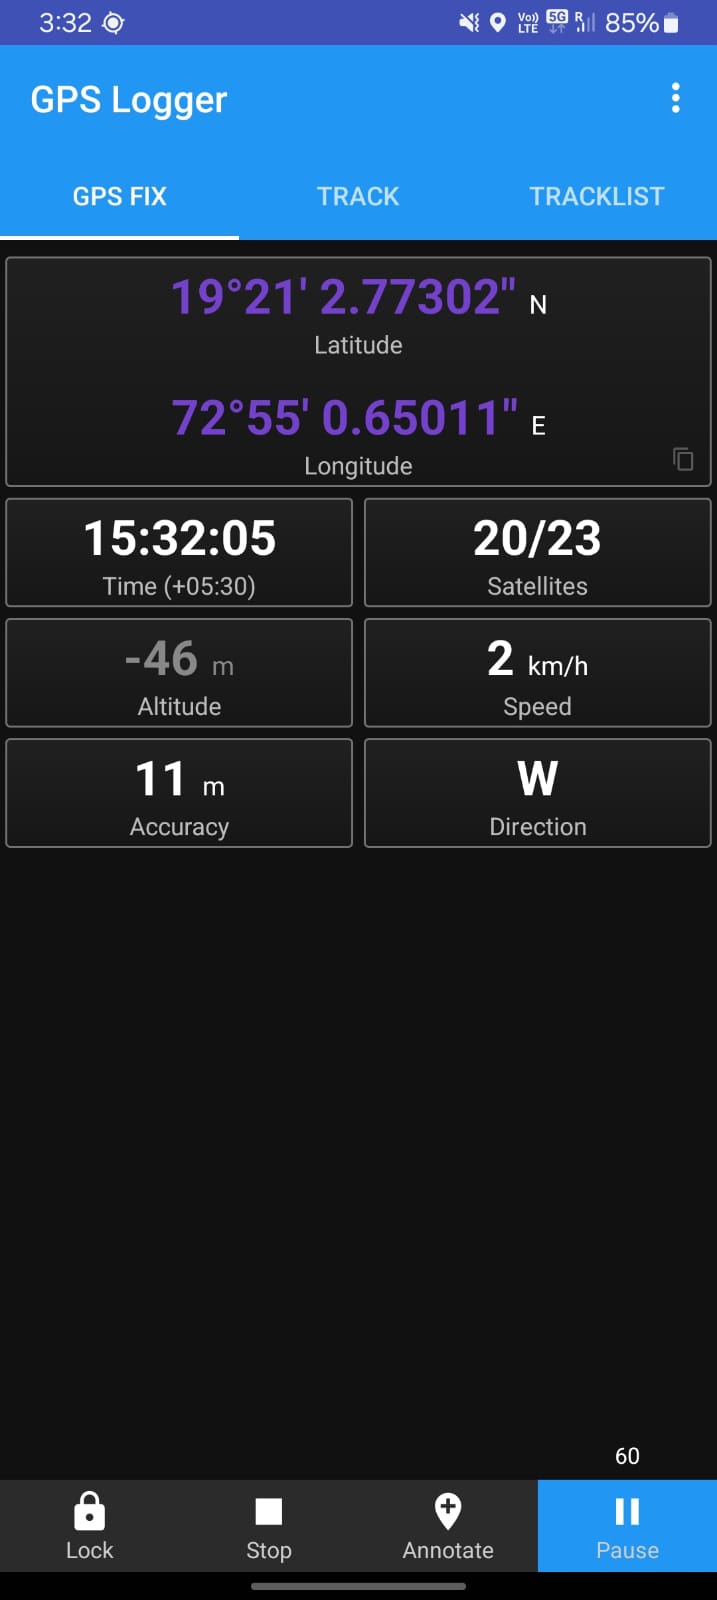 3:32 Vo)) LTE 5G R 85%
GPS Logger
GPS FIX TRACK TRACKLIST
19°21' 2.77302" N
Latitude
72°55' 0.65011" E
Longitude
15:32:05 20/23
Time (+05:30) Satellites
-46 m 2 km/h
Altitude Speed
11 m W
Accuracy Direction
60
Lock Stop Annotate Pause